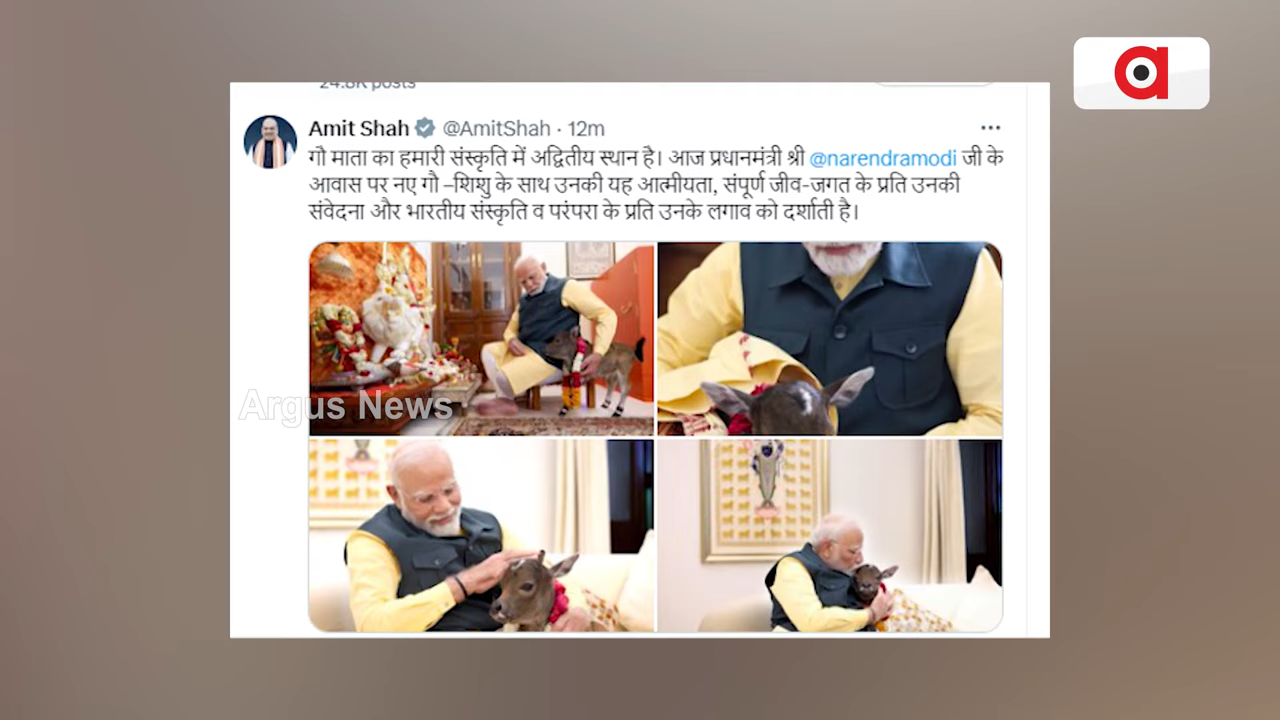 24.8K posts
Amit Shah @AmitShah · 12m
गौ माता का हमारी संस्कृति में अद्वितीय स्थान है। आज प्रधानमंत्री श्री @narendramodi जी के
आवास पर नए गौ –शिशु के साथ उनकी यह आत्मीयता, संपूर्ण जीव-जगत के प्रति उनकी
संवेदना और भारतीय संस्कृति व परंपरा के प्रति उनके लगाव को दर्शाती है।
Argus News